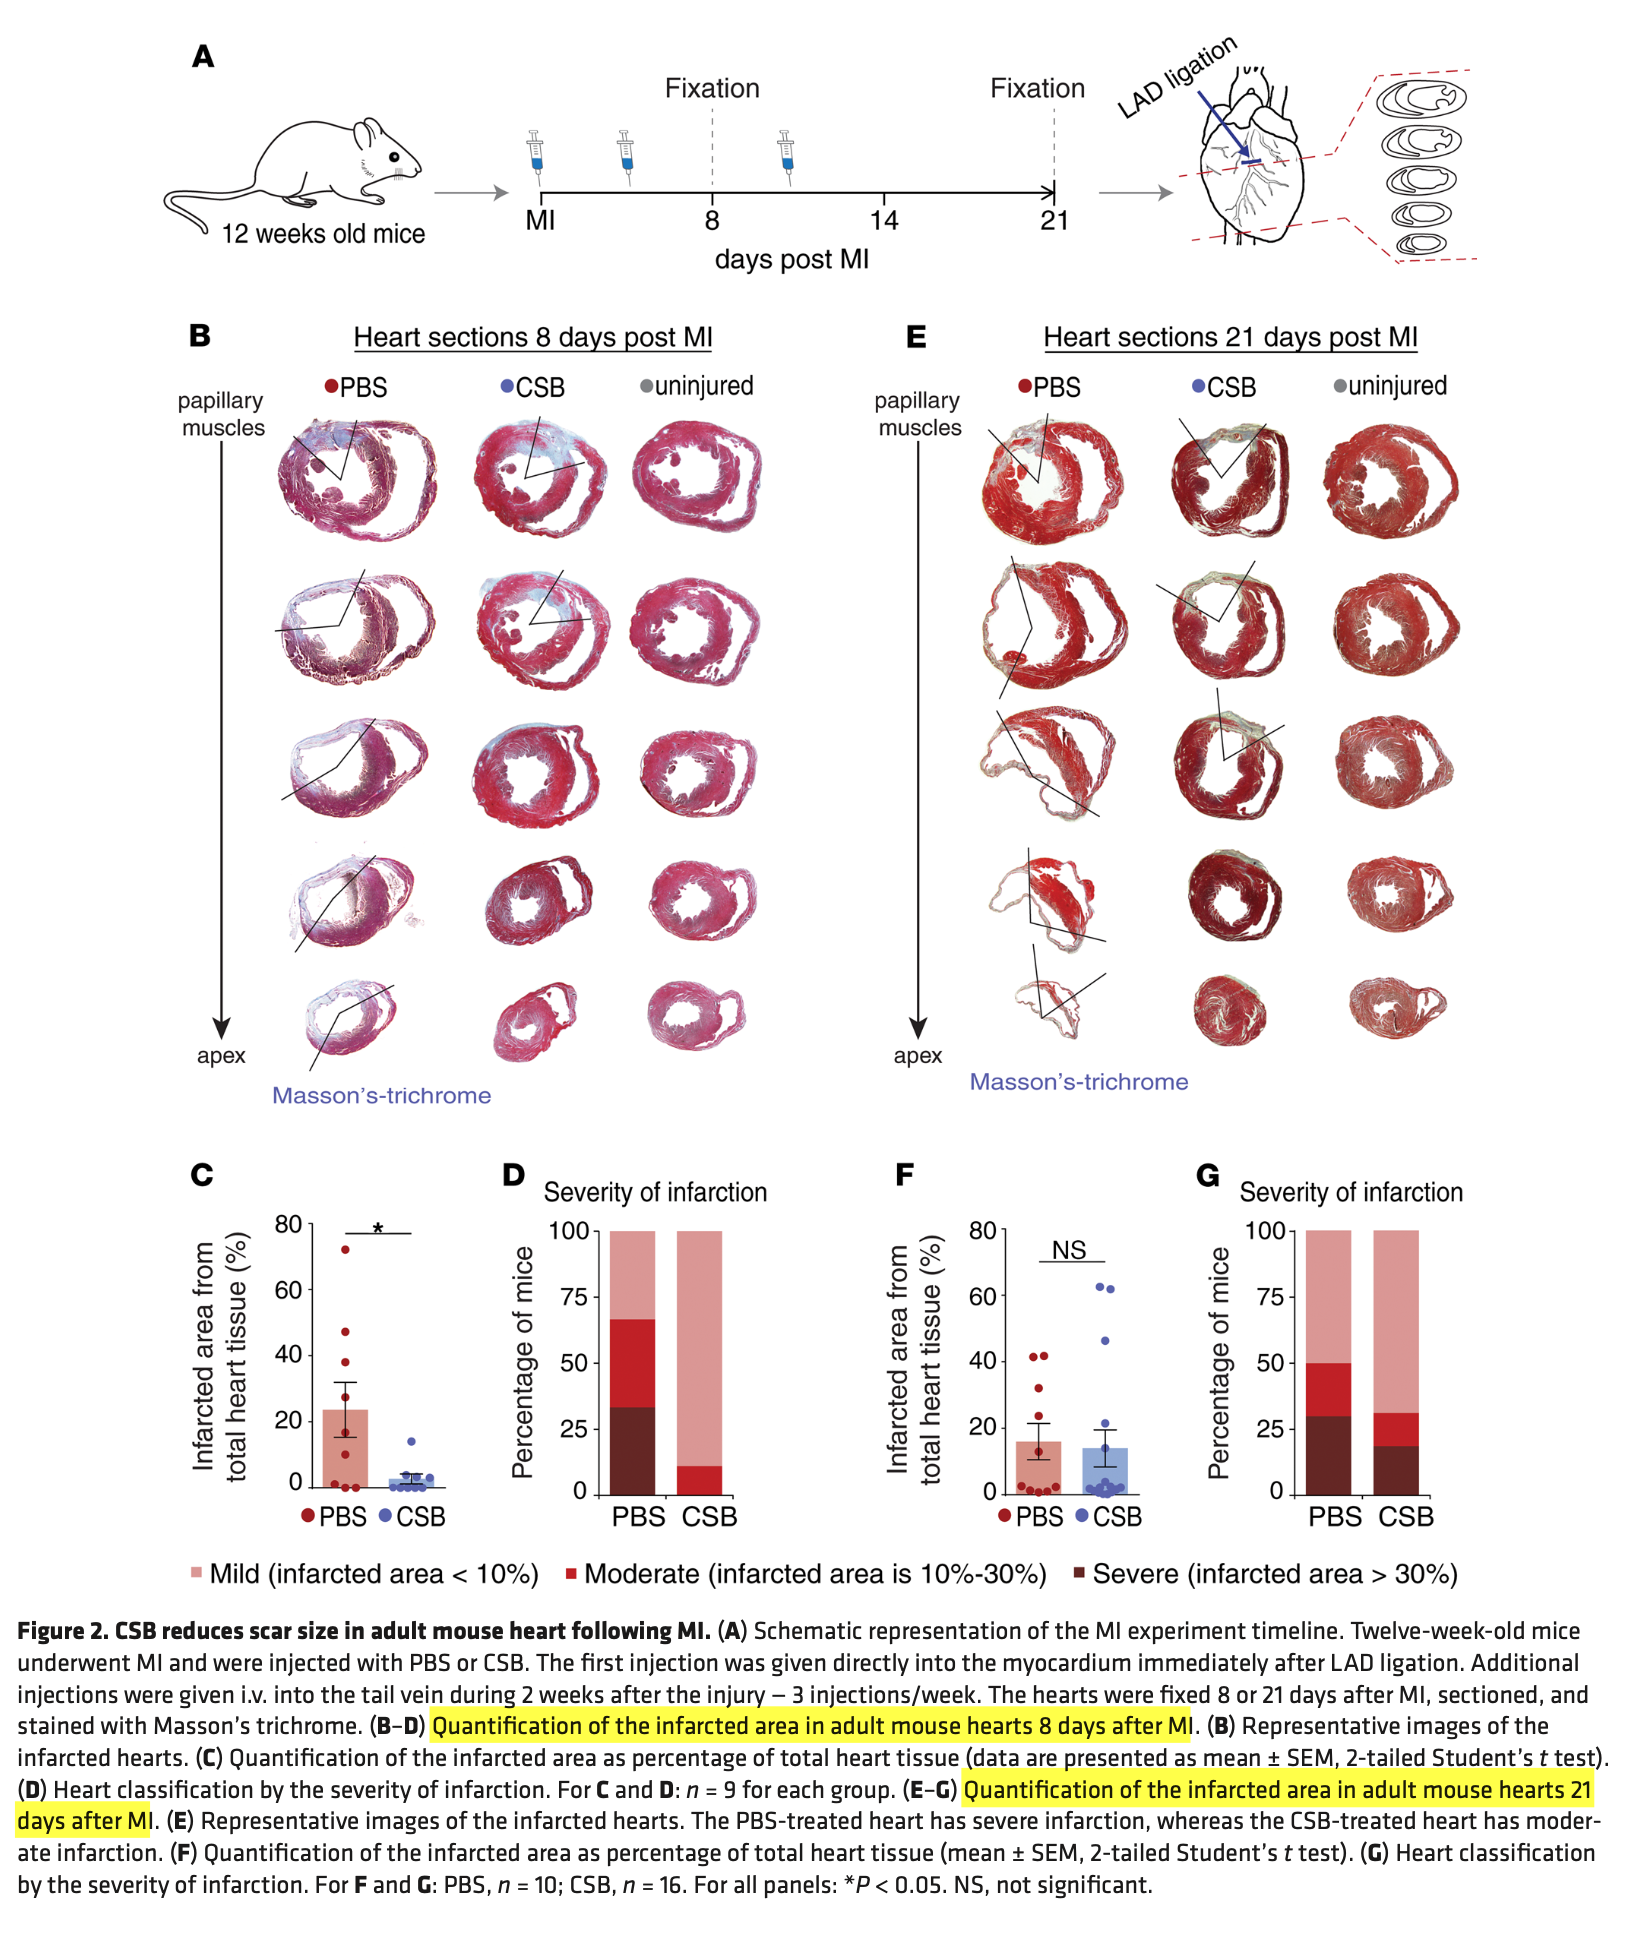 A
LAD ligation
Fixation
Fixation
12 weeks old mice
MI
8
14
21
days post MI
B
Heart sections 8 days post MI
PBS
CSB
uninjured
papillary
muscles
apex
Masson's-trichrome
E
Heart sections 21 days post MI
PBS
CSB
uninjured
papillary
muscles
apex
Masson's-trichrome
C
Infarcted area from
total heart tissue (%)
80
60
40
20
0
*
PBS
CSB
D
Severity of infarction
Percentage of mice
100
75
50
25
0
PBS
CSB
F
Infarcted area from
total heart tissue (%)
80
60
40
20
0
NS
PBS
CSB
G
Severity of infarction
Percentage of mice
100
75
50
25
0
PBS
CSB
Mild (infarcted area < 10%)
Moderate (infarcted area is 10%-30%)
Severe (infarcted area > 30%)
Figure 2. CSB reduces scar size in adult mouse heart following MI. (A) Schematic representation of the MI experiment timeline. Twelve-week-old mice
underwent MI and were injected with PBS or CSB. The first injection was given directly into the myocardium immediately after LAD ligation. Additional
injections were given i.v. into the tail vein during 2 weeks after the injury – 3 injections/week. The hearts were fixed 8 or 21 days after MI, sectioned, and
stained with Masson's trichrome. (B–D) Quantification of the infarcted area in adult mouse hearts 8 days after MI. (B) Representative images of the
infarcted hearts. (C) Quantification of the infarcted area as percentage of total heart tissue (data are presented as mean ± SEM, 2-tailed Student's t test).
(D) Heart classification by the severity of infarction. For C and D: n = 9 for each group. (E–G) Quantification of the infarcted area in adult mouse hearts 21
days after MI. (E) Representative images of the infarcted hearts. The PBS-treated heart has severe infarction, whereas the CSB-treated heart has moder-
ate infarction. (F) Quantification of the infarcted area as percentage of total heart tissue (mean ± SEM, 2-tailed Student's t test). (G) Heart classification
by the severity of infarction. For F and G: PBS, n = 10; CSB, n = 16. For all panels: *P < 0.05. NS, not significant.